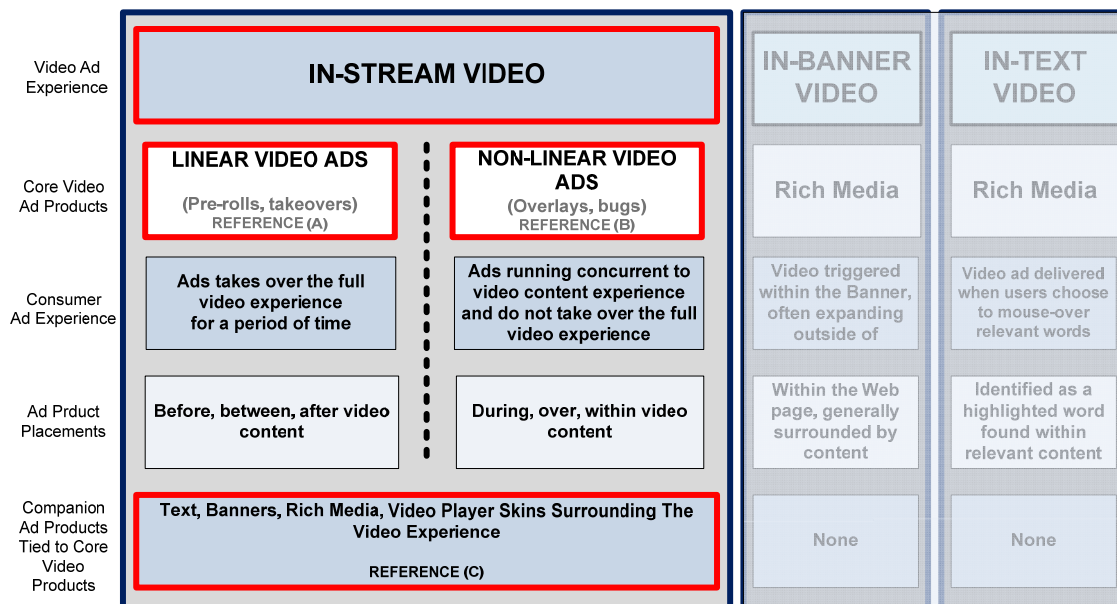 Video Ad
Experience
IN-STREAM VIDEO
IN-BANNER
VIDEO
IN-TEXT
VIDEO
Core Video
Ad Products
LINEAR VIDEO ADS
(Pre-rolls, takeovers)
REFERENCE (A)
NON-LINEAR VIDEO
ADS
(Overlays, bugs)
REFERENCE (B)
Rich Media
Rich Media
Consumer
Ad Experience
Ads takes over the full
video experience
for a period of time
Ads running concurrent to
video content experience
and do not take over the full
video experience
Video triggered
within the Banner,
often expanding
outside of
Video ad delivered
when users choose
to mouse-over
relevant words
Ad Prduct
Placements
Before, between, after video
content
During, over, within video
content
Within the Web
page, generally
surrounded by
content
Identified as a
highlighted word
found within
relevant content
Companion
Ad Products
Tied to Core
Video
Products
Text, Banners, Rich Media, Video Player Skins Surrounding The
Video Experience
REFERENCE (C)
None
None